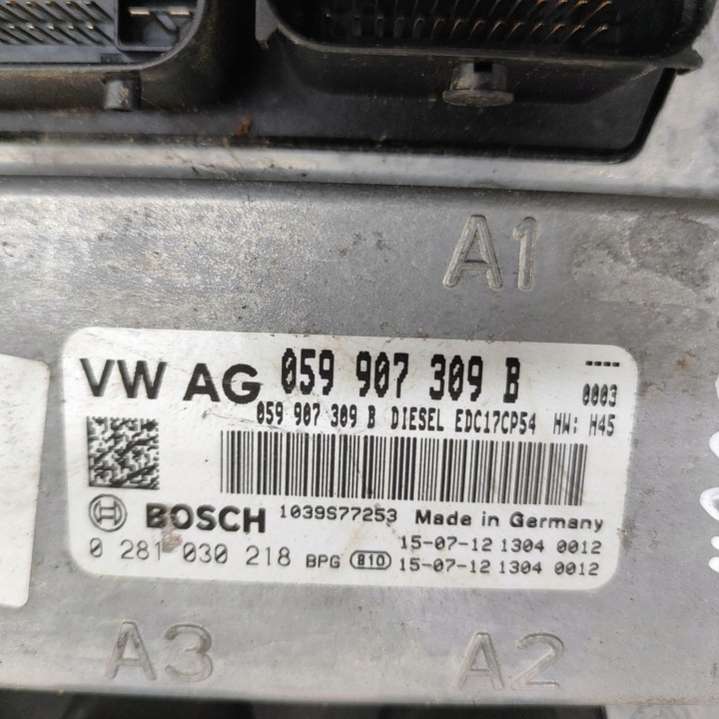 A1
VW AG 059 907 309 B ----
0003
059 907 309 B DIESEL EDC17CP54 HW: H45
BOSCH 1039S77253 Made in Germany
15-07-12 1304 0012
0 281 030 218 BPG 810 15-07-12 1304 0012
A3 A2